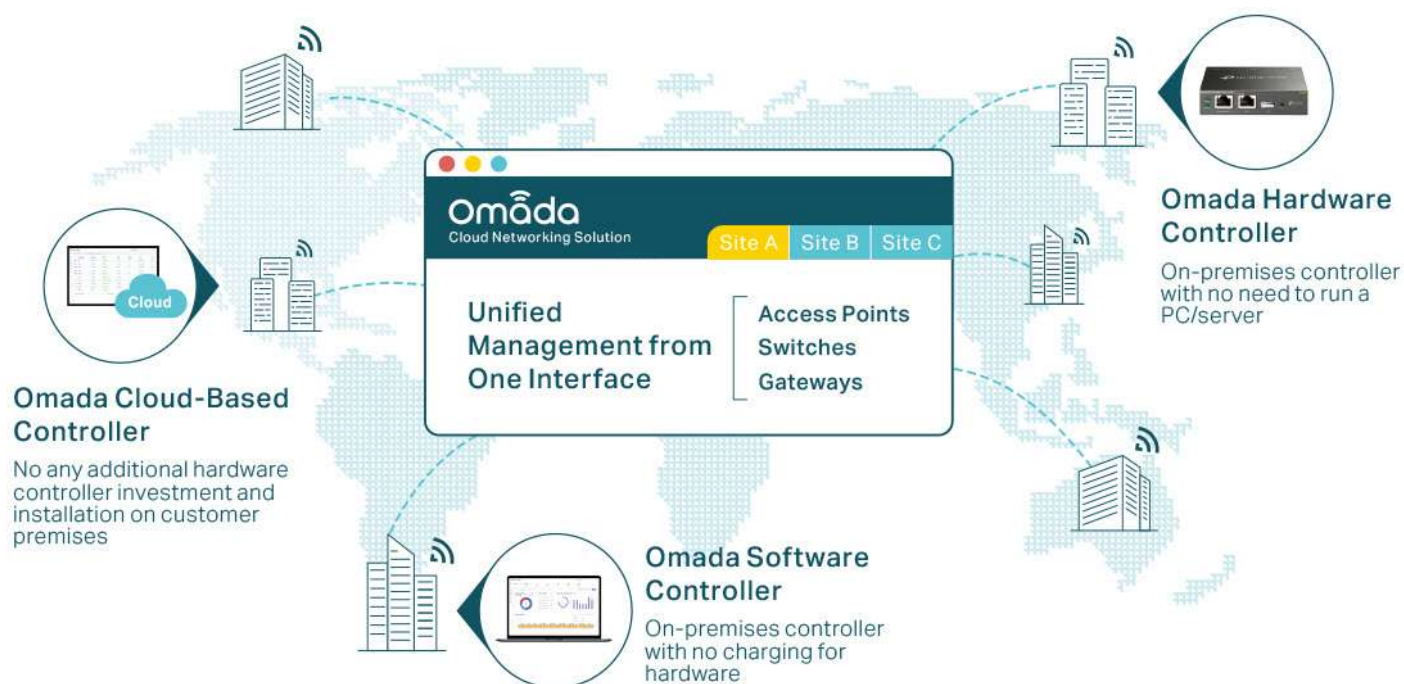 Omada
Cloud Networking Solution
Site A
Site B
Site C
Unified
Management from
One Interface
Access Points
Switches
Gateways
Cloud
Omada Cloud-Based
Controller
No any additional hardware
controller investment and
installation on customer
premises
Omada Hardware
Controller
On-premises controller
with no need to run a
PC/server
Omada Software
Controller
On-premises controller
with no charging for
hardware